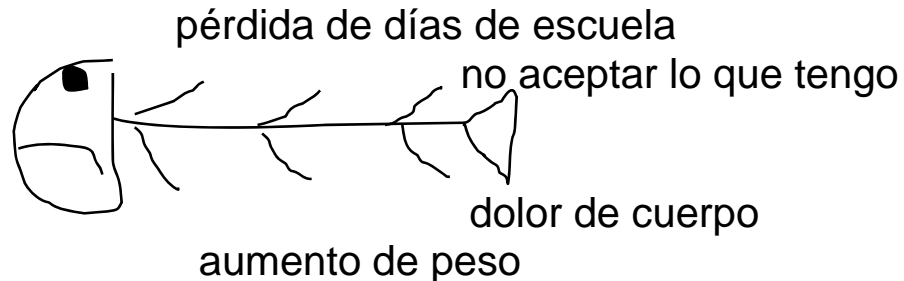 pérdida de días de escuela
no aceptar lo que tengo
dolor de cuerpo
aumento de peso